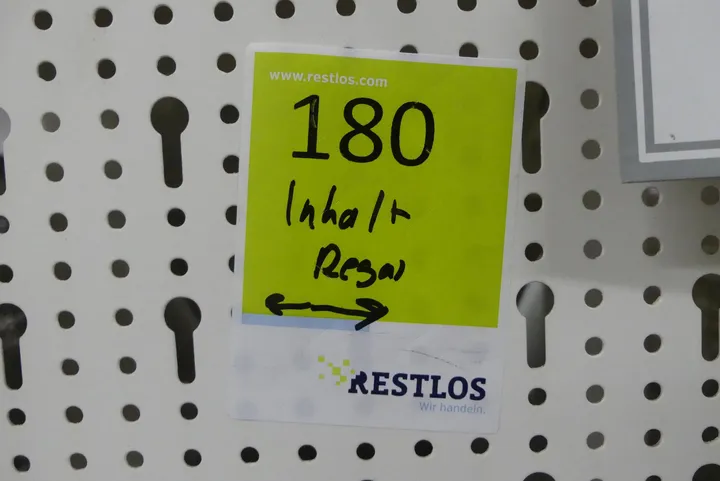 www.restlos.com
180
Inhalt
Regal
RESTLOS
Wir handeln.